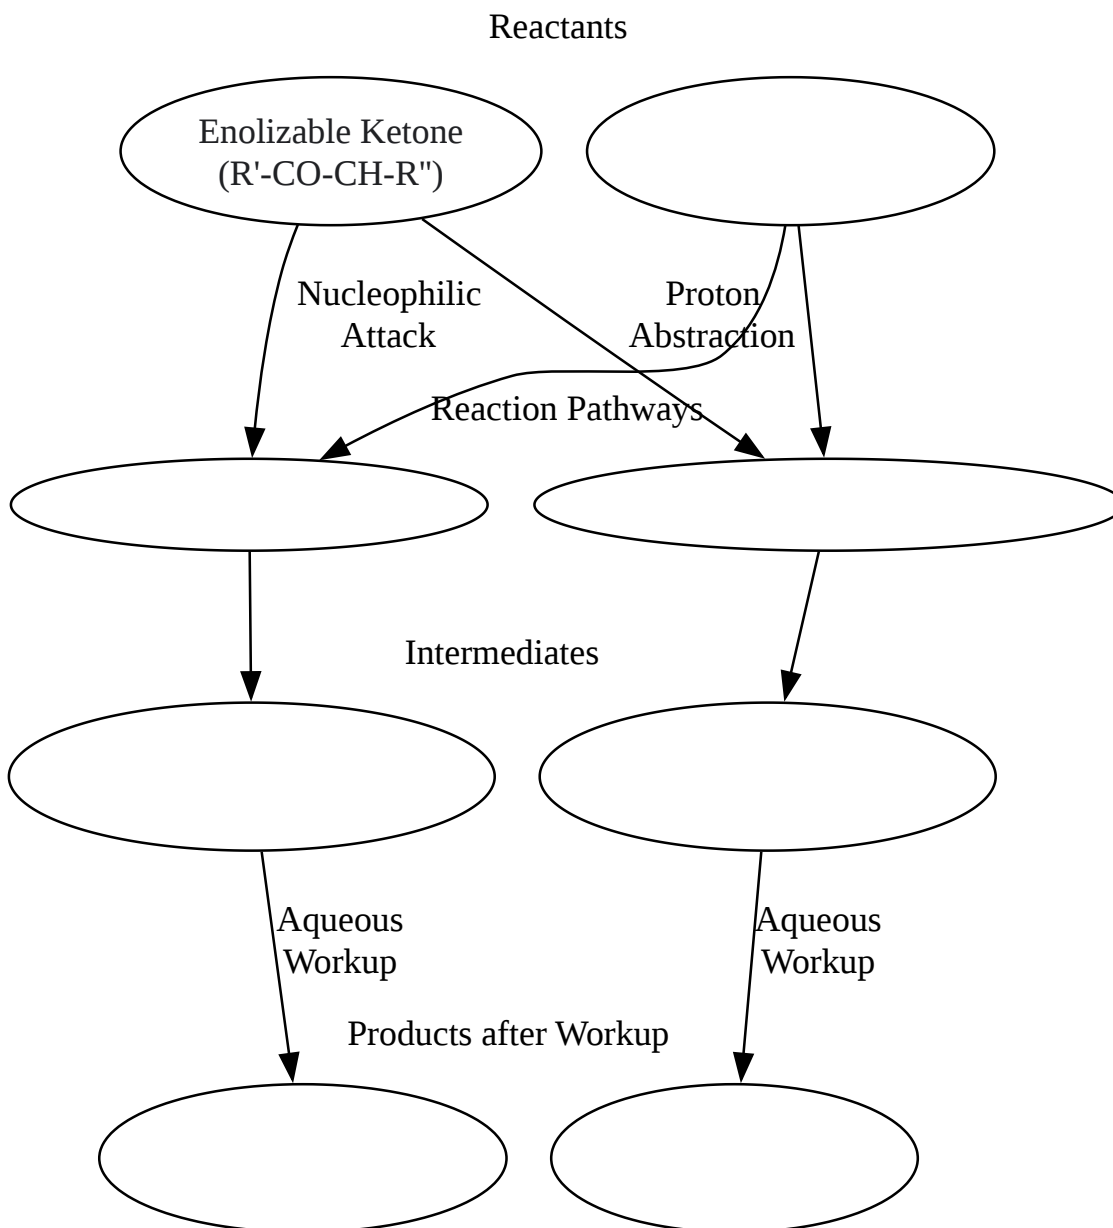 Reactants
Enolizable Ketone
(R'-CO-CH-R")
Nucleophilic
Attack
Proton
Abstraction
Reaction Pathways
Intermediates
Aqueous
Workup
Aqueous
Workup
Products after Workup